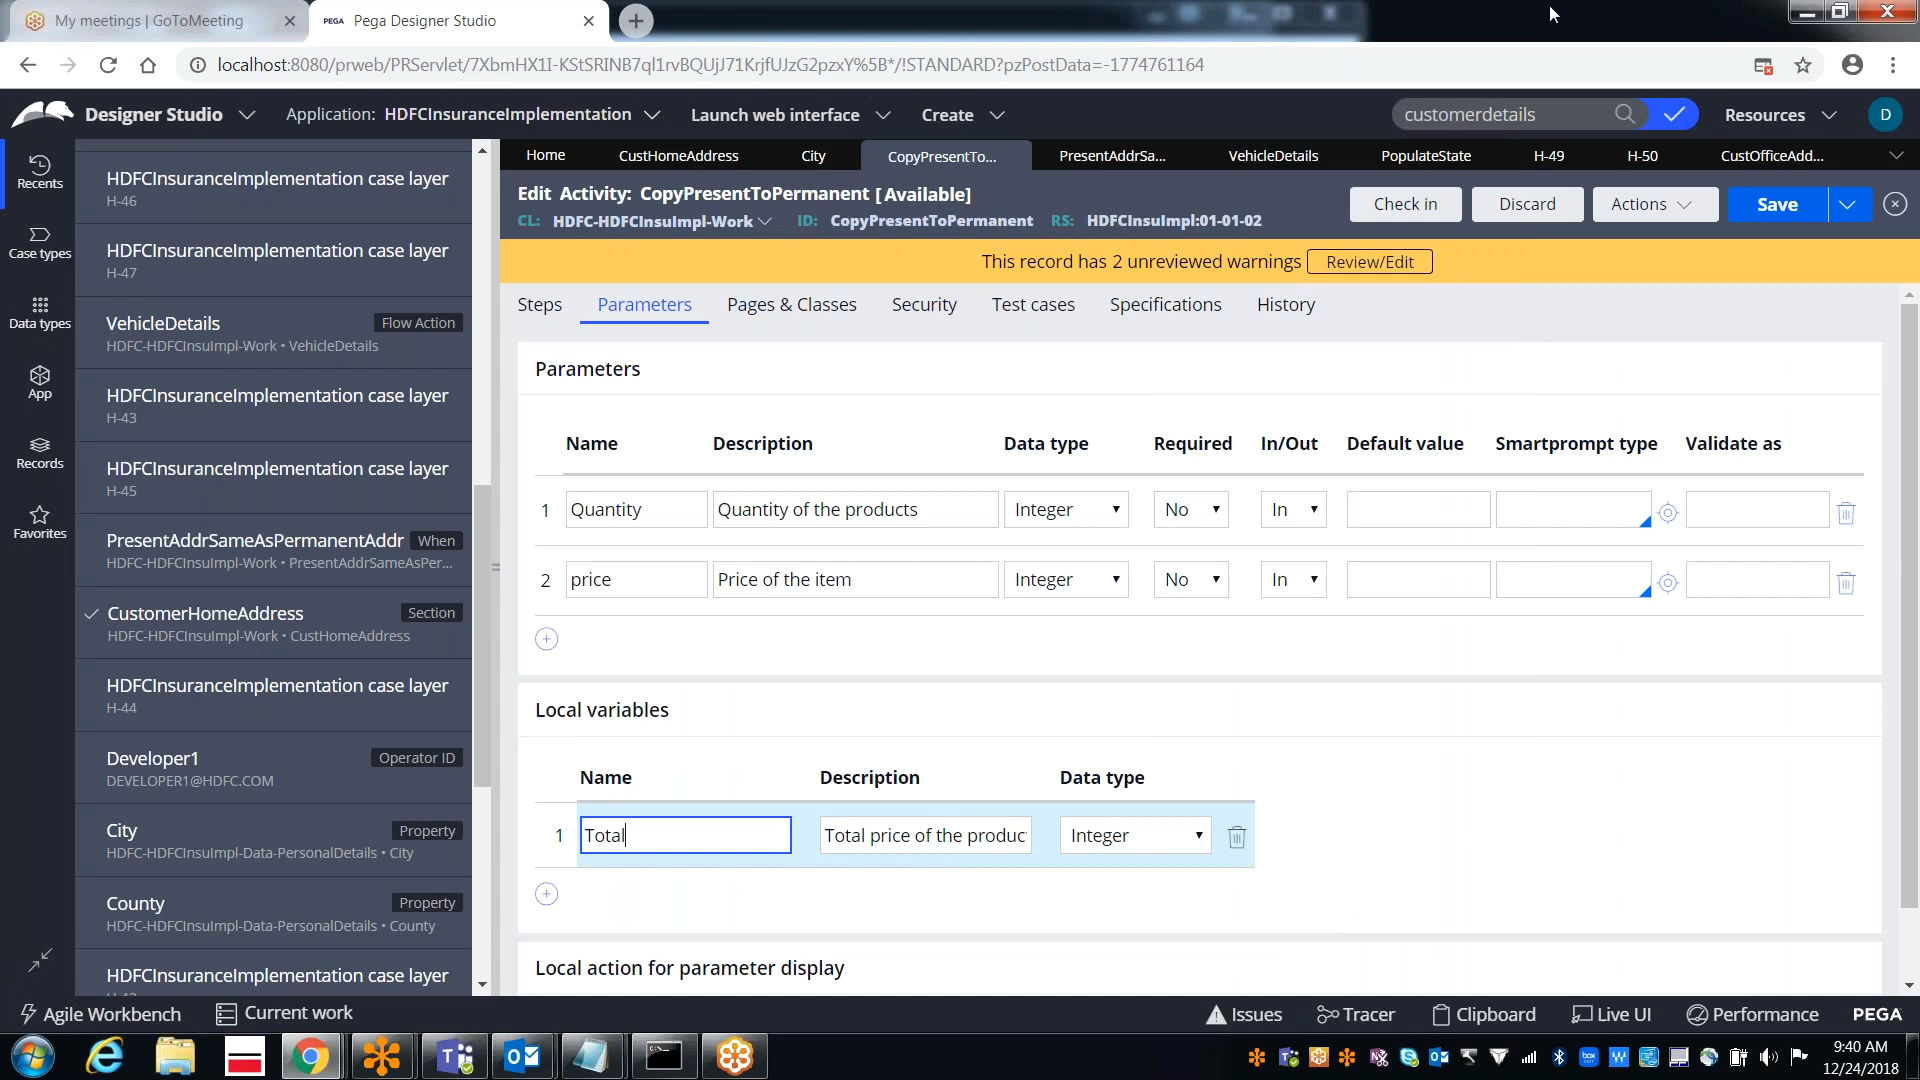 My meetings | GoToMeeting
PEGA Pega Designer Studio
localhost:8080/prweb/PRServlet/7XbmHX1I-KStSRINB7ql1rvBQUjJ71KrjfUJzG2pzxY%5B*/!STANDARD?pzPostData=-1774761164
Designer Studio
Application: HDFCInsuranceImplementation
Launch web interface
Create
customerdetails
Resources
D
Home
CustHomeAddress
City
CopyPresentTo...
PresentAddrSa...
VehicleDetails
PopulateState
H-49
H-50
CustOfficeAdd...
Recents
Case types
Data types
App
Records
Favorites
HDFCInsuranceImplementation case layer
H-46
HDFCInsuranceImplementation case layer
H-47
VehicleDetails Flow Action
HDFC-HDFCInsuImpl-Work • VehicleDetails
HDFCInsuranceImplementation case layer
H-43
HDFCInsuranceImplementation case layer
H-45
PresentAddrSameAsPermanentAddr When
HDFC-HDFCInsuImpl-Work • PresentAddrSameAsPer...
CustomerHomeAddress Section
HDFC-HDFCInsuImpl-Work • CustHomeAddress
HDFCInsuranceImplementation case layer
H-44
Developer1 Operator ID
DEVELOPER1@HDFC.COM
City Property
HDFC-HDFCInsuImpl-Data-PersonalDetails • City
County Property
HDFC-HDFCInsuImpl-Data-PersonalDetails • County
HDFCInsuranceImplementation case layer
Edit Activity: CopyPresentToPermanent [Available]
CL: HDFC-HDFCInsuImpl-Work ID: CopyPresentToPermanent RS: HDFCInsuImpl:01-01-02
Check in
Discard
Actions
Save
This record has 2 unreviewed warnings Review/Edit
Steps Parameters Pages & Classes Security Test cases Specifications History
Parameters
Name Description Data type Required In/Out Default value Smartprompt type Validate as
1 Quantity Quantity of the products Integer No In
2 price Price of the item Integer No In
Local variables
Name Description Data type
1 Total Total price of the produc Integer
Local action for parameter display
Agile Workbench
Current work
Issues
Tracer
Clipboard
Live UI
Performance
PEGA
9:40 AM
12/24/2018